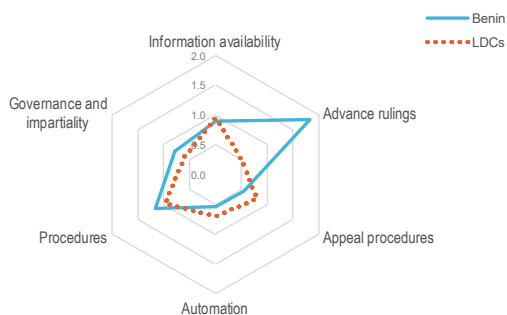 Benin
LDCs
Information availability
2.0
1.5
1.0
0.5
0.0
Governance and
impartiality
Advance rulings
Procedures
Appeal procedures
Automation